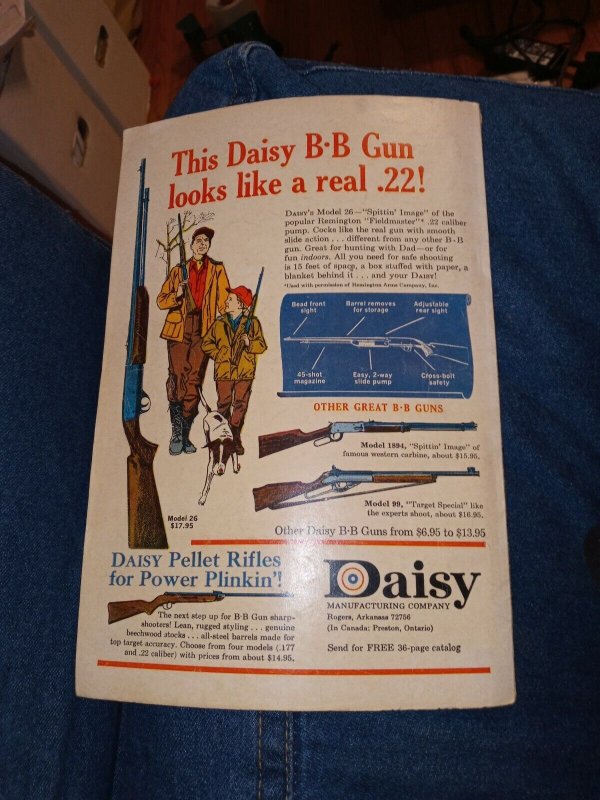 This Daisy B·B Gun
looks like a real .22!
DAISY's Model 26—"Spittin' Image" of the
popular Remington "Fieldmaster"* .22 caliber
pump. Cocks like the real gun with smooth
slide action . . . different from any other B·B
gun. Great for hunting with Dad—or for
fun indoors. All you need for safe shooting
is 15 feet of space, a box stuffed with paper, a
blanket behind it . . . and your DAISY!
*Used with permission of Remington Arms Company, Inc.
Bead front
sight
Barrel removes
for storage
Adjustable
rear sight
45-shot
magazine
Easy, 2-way
slide pump
Cross-bolt
safety
OTHER GREAT B·B GUNS
Model 1894, "Spittin' Image" of
famous western carbine, about $15.95.
Model 99, "Target Special" like
the experts shoot, about $16.95.
Model 26
$17.95
Other Daisy B·B Guns from $6.95 to $13.95
DAISY Pellet Rifles
for Power Plinkin'!
The next step up for B·B Gun sharp-
shooters! Lean, rugged styling . . . genuine
beechwood stocks . . . all-steel barrels made for
top target accuracy. Choose from four models (.177
and .22 caliber) with prices from about $14.95.
Daisy
MANUFACTURING COMPANY
Rogers, Arkansas 72756
(In Canada: Preston, Ontario)
Send for FREE 36-page catalog